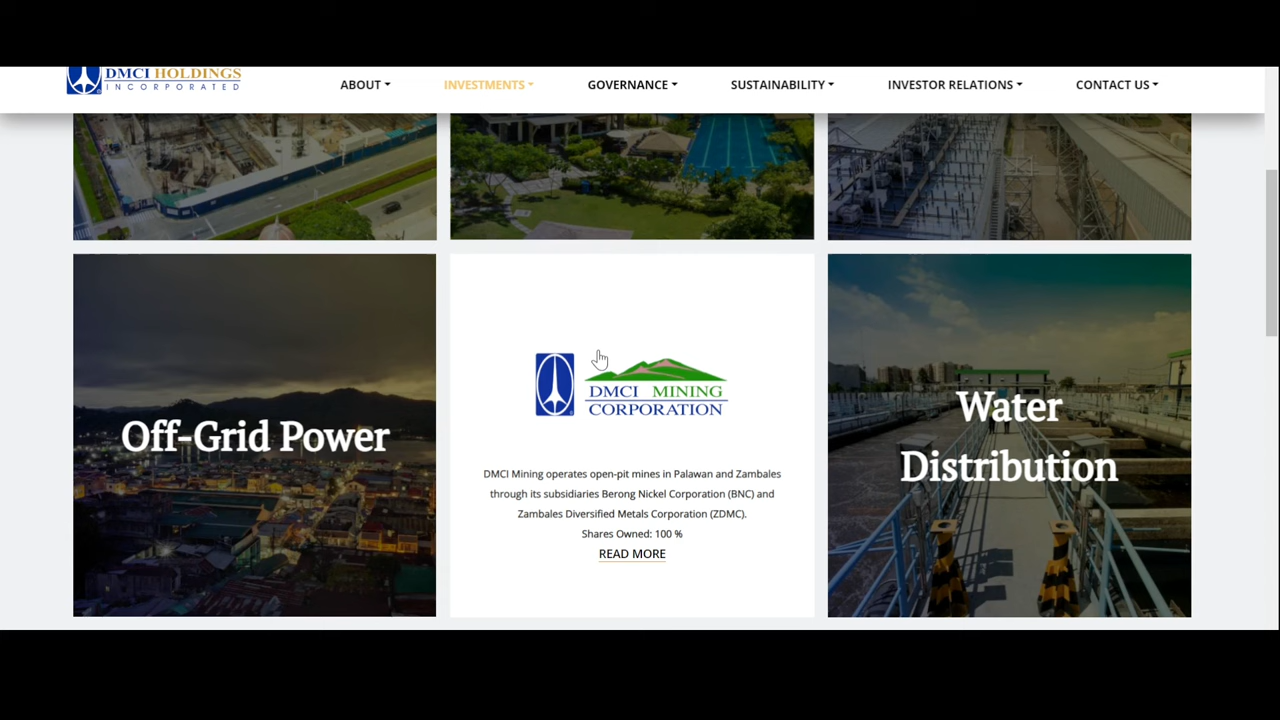 DMCI HOLDINGS
INCORPORATED
ABOUT
INVESTMENTS
GOVERNANCE
SUSTAINABILITY
INVESTOR RELATIONS
CONTACT US
Off-Grid Power
DMCI MINING
CORPORATION
DMCI Mining operates open-pit mines in Palawan and Zambales
through its subsidiaries Berong Nickel Corporation (BNC) and
Zambales Diversified Metals Corporation (ZDMC).
Shares Owned: 100 %
READ MORE
Water
Distribution